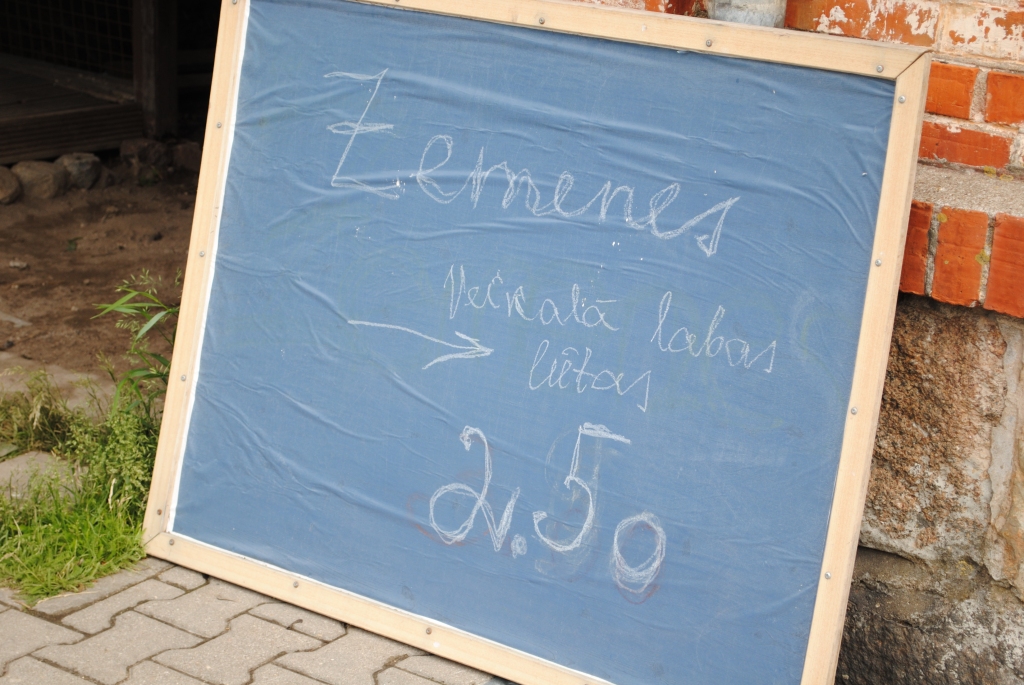 Zemenes
Večkalā labas
lietas
2.50